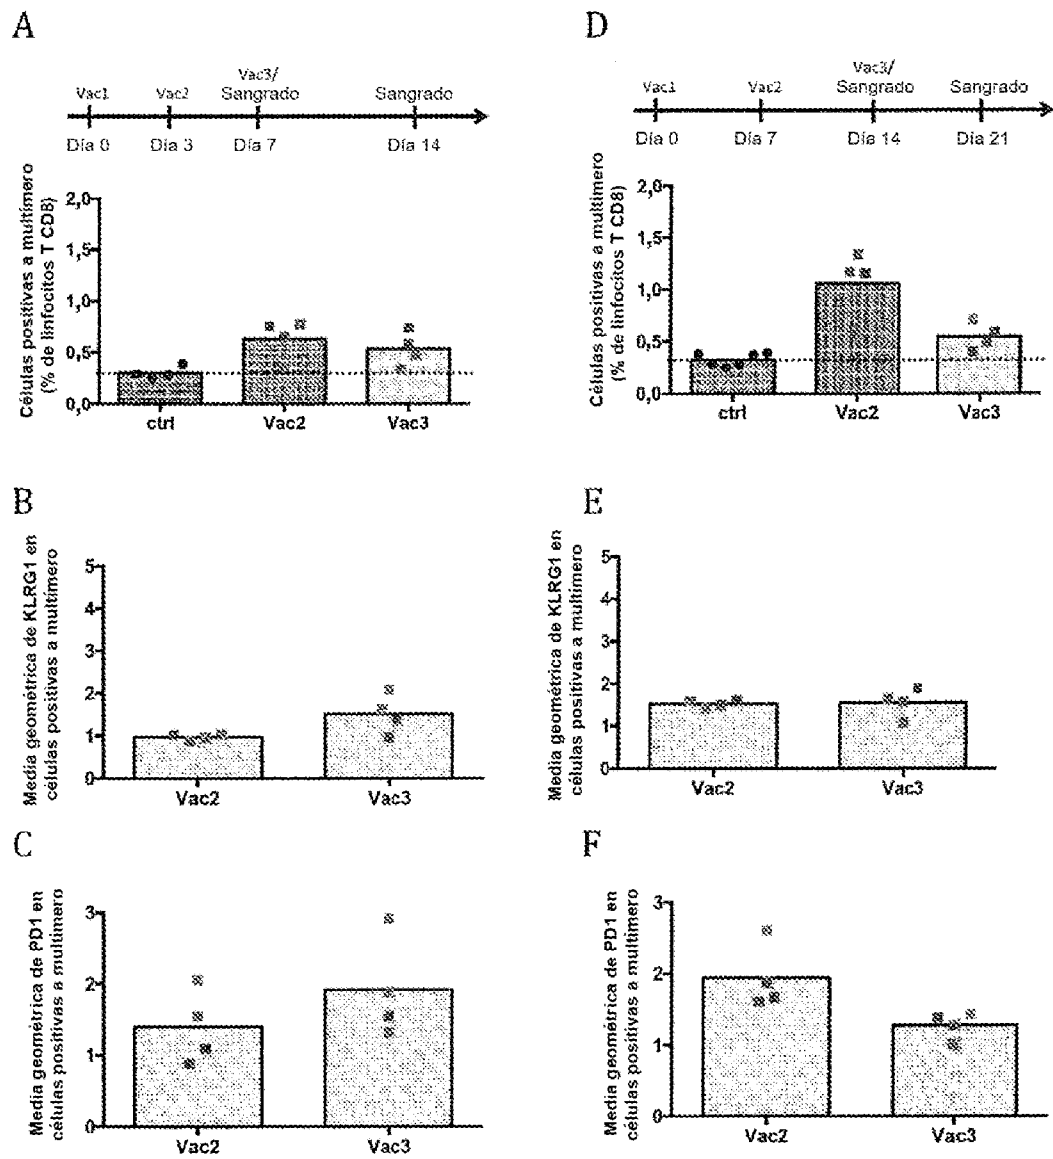 A
Vac1
Vac2
Vac3/
Sangrado
Sangrado
Día 0
Día 3
Día 7
Día 14
Células positivas a multímero
(% de linfocitos T CD8)
2,0
1,5
1,0
0,5
0,0
ctrl
Vac2
Vac3
D
Vac1
Vac2
Vac3/
Sangrado
Sangrado
Día 0
Día 7
Día 14
Día 21
Células positivas a multímero
(% de linfocitos T CD8)
2,0
1,5
1,0
0,5
0,0
ctrl
Vac2
Vac3
B
Media geométrica de KLRG1 en
células positivas a multímero
5
4
3
2
1
0
Vac2
Vac3
E
Media geométrica de KLRG1 en
células positivas a multímero
5
4
3
2
1
0
Vac2
Vac3
C
Media geométrica de PD1 en
células positivas a multímero
3
2
1
0
Vac2
Vac3
F
Media geométrica de PD1 en
células positivas a multímero
3
2
1
0
Vac2
Vac3